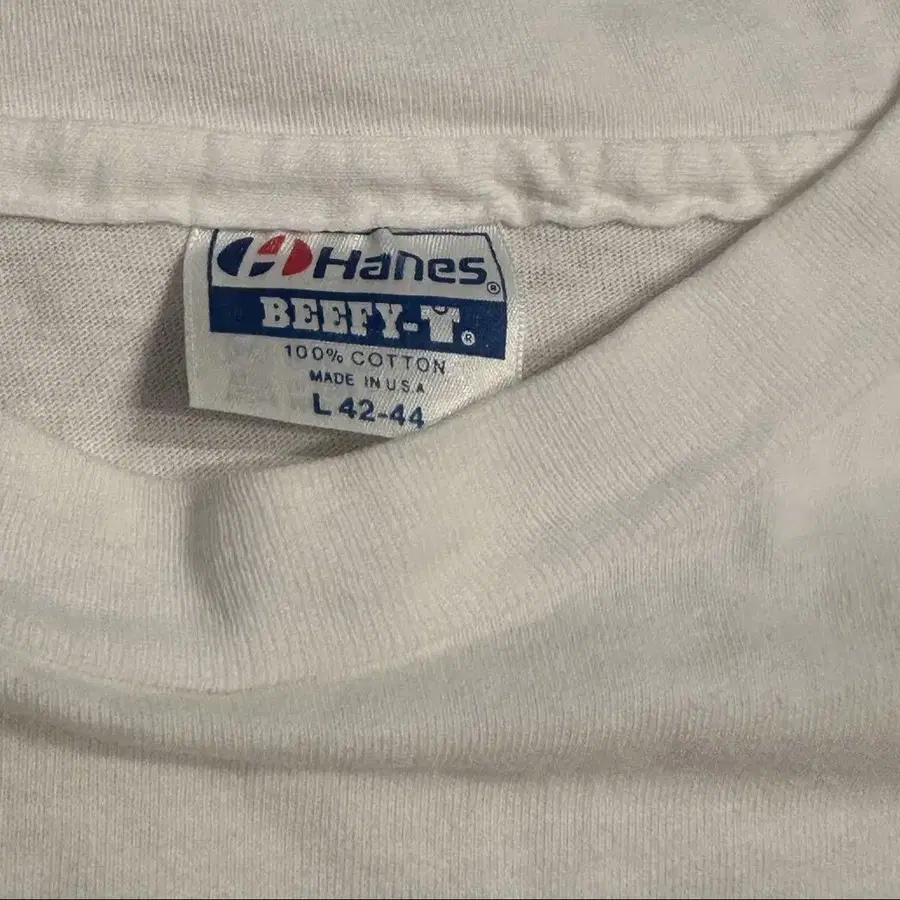 Hanes®
BEEFY-T®
100% COTTON
MADE IN U.S.A
L 42-44